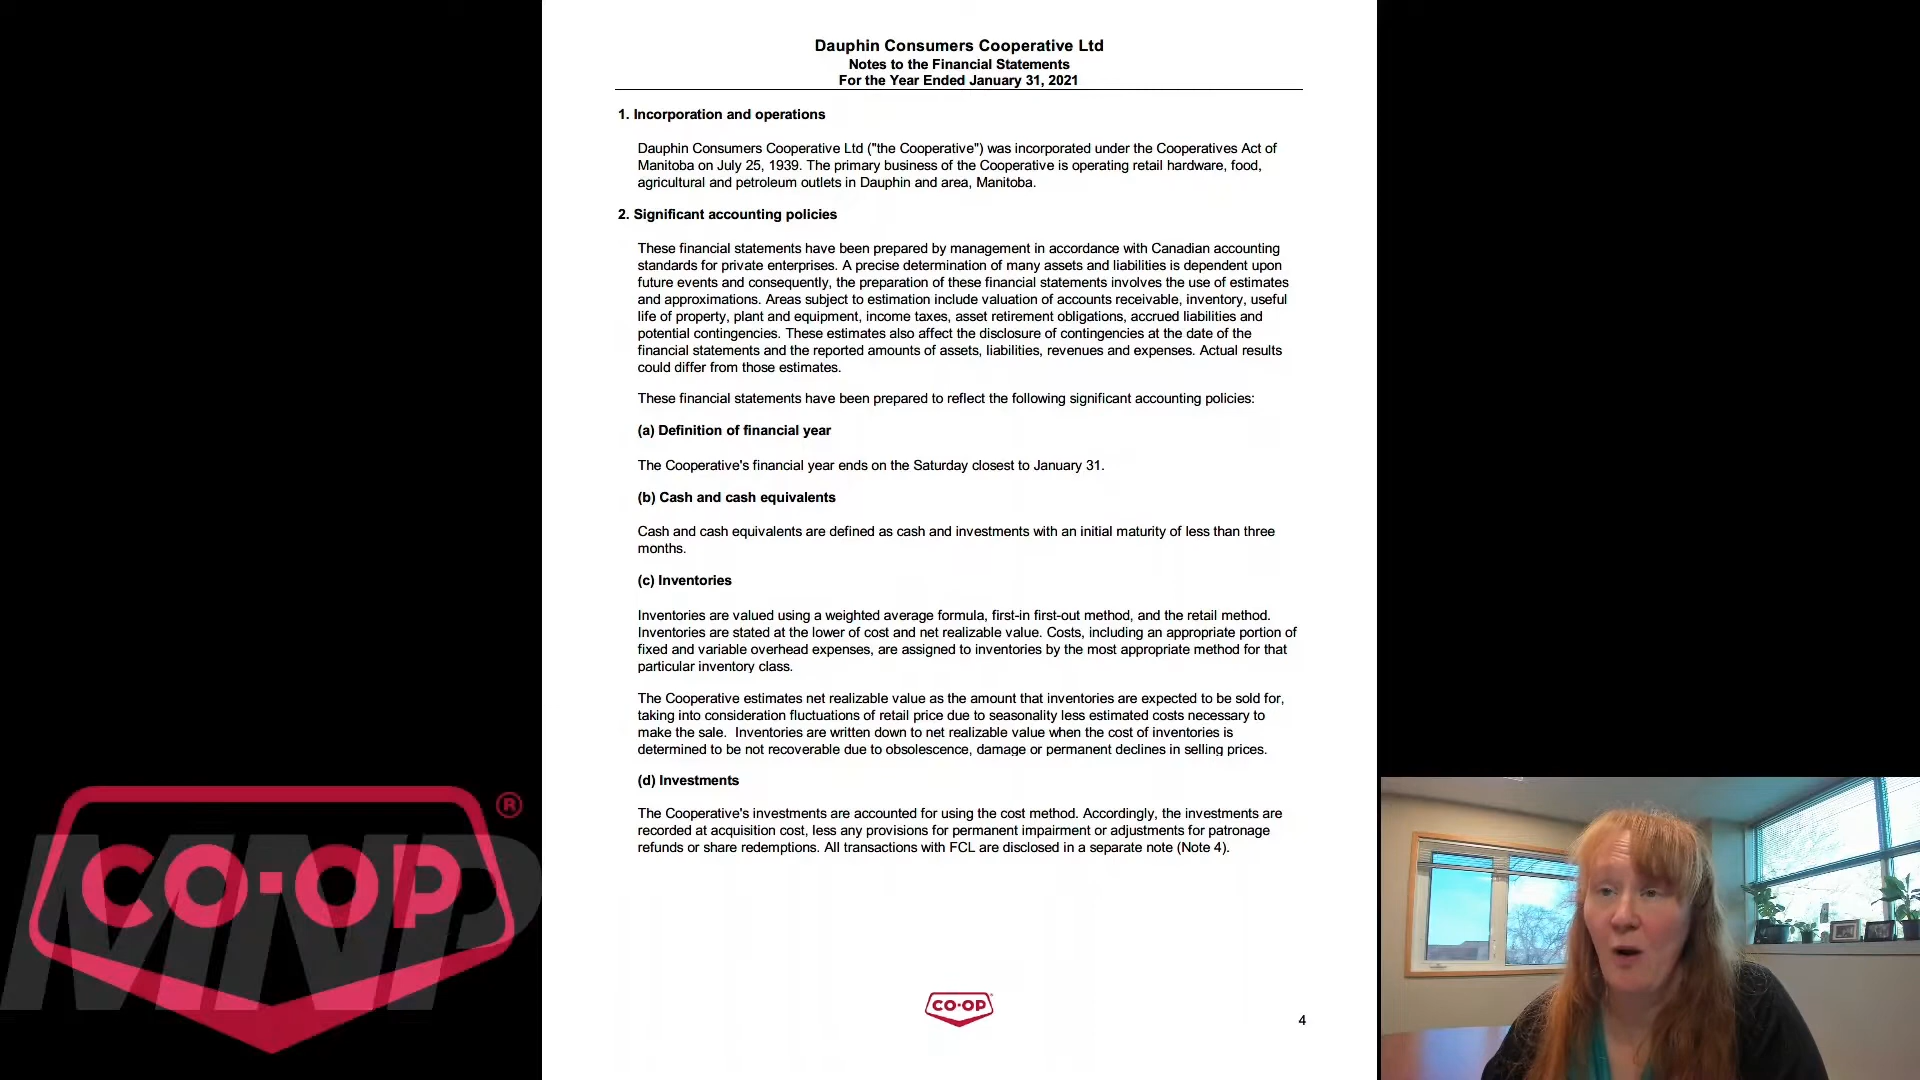 Dauphin Consumers Cooperative Ltd
Notes to the Financial Statements
For the Year Ended January 31, 2021
1. Incorporation and operations
Dauphin Consumers Cooperative Ltd ("the Cooperative") was incorporated under the Cooperatives Act of
Manitoba on July 25, 1939. The primary business of the Cooperative is operating retail hardware, food,
agricultural and petroleum outlets in Dauphin and area, Manitoba.
2. Significant accounting policies
These financial statements have been prepared by management in accordance with Canadian accounting
standards for private enterprises. A precise determination of many assets and liabilities is dependent upon
future events and consequently, the preparation of these financial statements involves the use of estimates
and approximations. Areas subject to estimation include valuation of accounts receivable, inventory, useful
life of property, plant and equipment, income taxes, asset retirement obligations, accrued liabilities and
potential contingencies. These estimates also affect the disclosure of contingencies at the date of the
financial statements and the reported amounts of assets, liabilities, revenues and expenses. Actual results
could differ from those estimates.
These financial statements have been prepared to reflect the following significant accounting policies:
(a) Definition of financial year
The Cooperative's financial year ends on the Saturday closest to January 31.
(b) Cash and cash equivalents
Cash and cash equivalents are defined as cash and investments with an initial maturity of less than three
months.
(c) Inventories
Inventories are valued using a weighted average formula, first-in first-out method, and the retail method.
Inventories are stated at the lower of cost and net realizable value. Costs, including an appropriate portion of
fixed and variable overhead expenses, are assigned to inventories by the most appropriate method for that
particular inventory class.
The Cooperative estimates net realizable value as the amount that inventories are expected to be sold for,
taking into consideration fluctuations of retail price due to seasonality less estimated costs necessary to
make the sale. Inventories are written down to net realizable value when the cost of inventories is
determined to be not recoverable due to obsolescence, damage or permanent declines in selling prices.
(d) Investments
The Cooperative's investments are accounted for using the cost method. Accordingly, the investments are
recorded at acquisition cost, less any provisions for permanent impairment or adjustments for patronage
refunds or share redemptions. All transactions with FCL are disclosed in a separate note (Note 4).
CO-OP
4
CO-OP ®
MNP